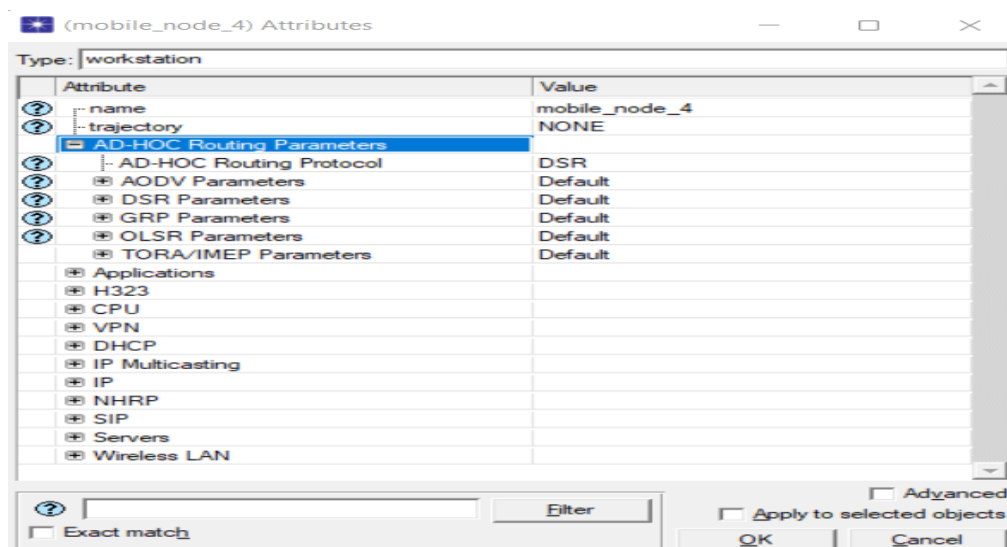 (mobile_node_4) Attributes
Type: workstation
Attribute Value
name mobile_node_4
trajectory NONE
AD-HOC Routing Parameters
AD-HOC Routing Protocol DSR
AODV Parameters Default
DSR Parameters Default
GRP Parameters Default
OLSR Parameters Default
TORA/IMEP Parameters Default
Applications
H323
CPU
VPN
DHCP
IP Multicasting
IP
NHRP
SIP
Servers
Wireless LAN
Advanced
Filter
Apply to selected objects
Exact match
OK Cancel